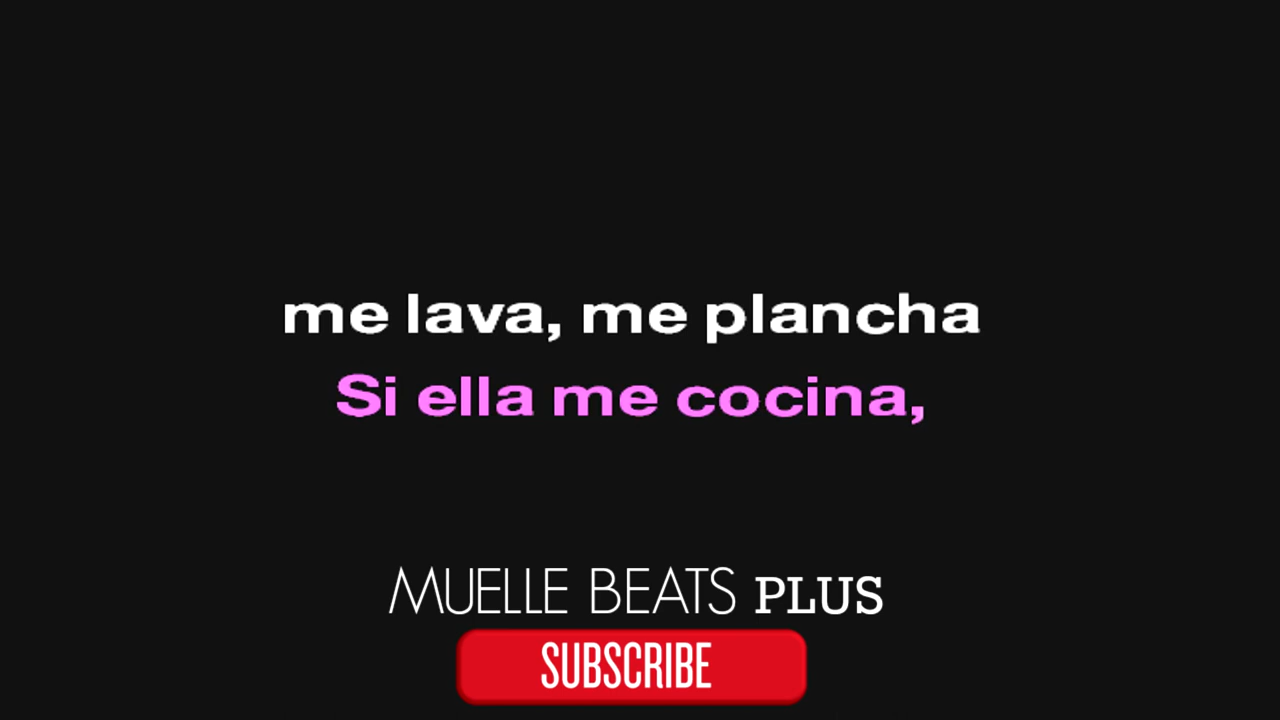 me lava, me plancha
Si ella me cocina,
MUELLE BEATS PLUS
SUBSCRIBE